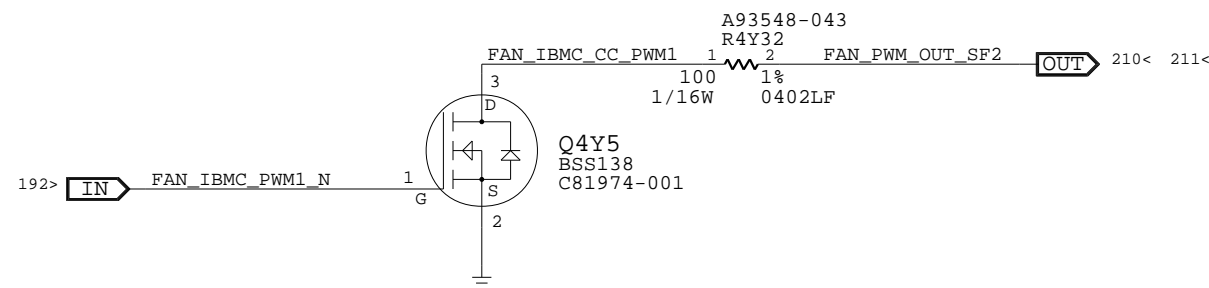 A93548-043
R4Y32
FAN_IBMC_CC_PWM1 1 2 FAN_PWM_OUT_SF2 OUT 210< 211<
100 1%
1/16W 0402LF
3
D
Q4Y5
BSS138
C81974-001
192> IN FAN_IBMC_PWM1_N 1 S
G
2